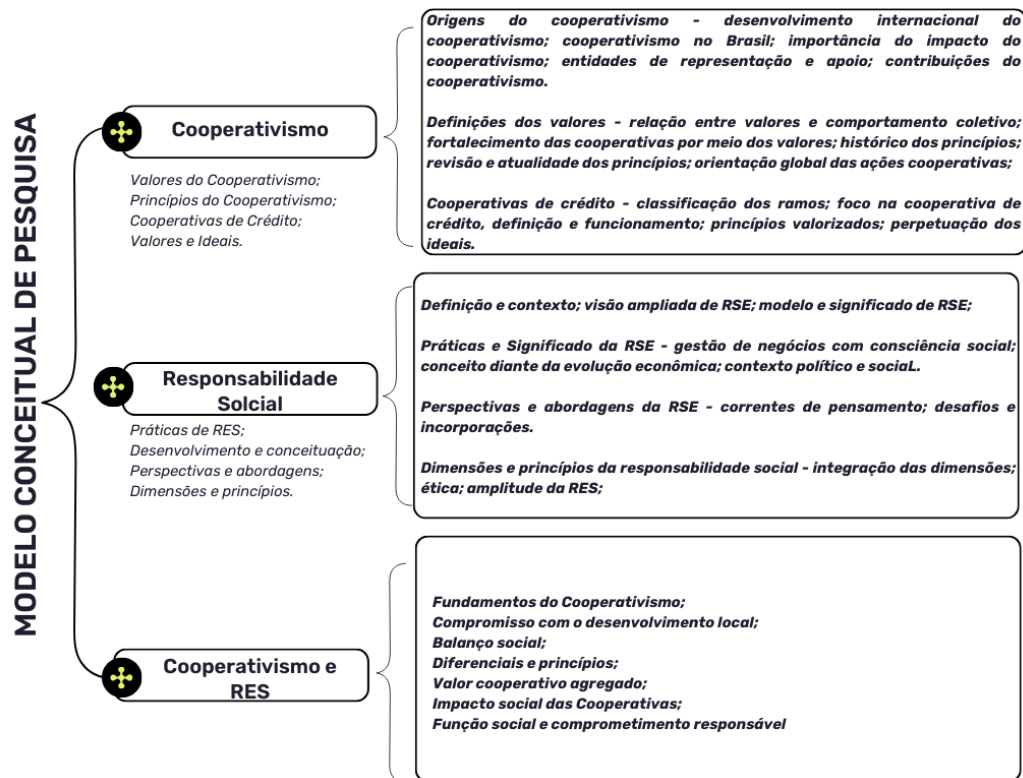 MODELO CONCEITUAL DE PESQUISA
Cooperativismo
Valores do Cooperativismo;
Princípios do Cooperativismo;
Cooperativas de Crédito;
Valores e Ideais.
Origens do cooperativismo - desenvolvimento internacional do
cooperativismo; cooperativismo no Brasil; importância do impacto do
cooperativismo; entidades de representação e apoio; contribuições do
cooperativismo.
Definições dos valores - relação entre valores e comportamento coletivo;
fortalecimento das cooperativas por meio dos valores; histórico dos princípios;
revisão e atualidade dos princípios; orientação global das ações cooperativas;
Cooperativas de crédito - classificação dos ramos; foco na cooperativa de
crédito, definição e funcionamento; princípios valorizados; perpetuação dos
ideais.
Responsabilidade
Solcial
Práticas de RES;
Desenvolvimento e conceituação;
Perspectivas e abordagens;
Dimensões e princípios.
Definição e contexto; visão ampliada de RSE; modelo e significado de RSE;
Práticas e Significado da RSE - gestão de negócios com consciência social;
conceito diante da evolução econômica; contexto político e sociaL.
Perspectivas e abordagens da RSE - correntes de pensamento; desafios e
incorporações.
Dimensões e princípios da responsabilidade social - integração das dimensões;
ética; amplitude da RES;
Cooperativismo e
RES
Fundamentos do Cooperativismo;
Compromisso com o desenvolvimento local;
Balanço social;
Diferenciais e princípios;
Valor cooperativo agregado;
Impacto social das Cooperativas;
Função social e comprometimento responsável